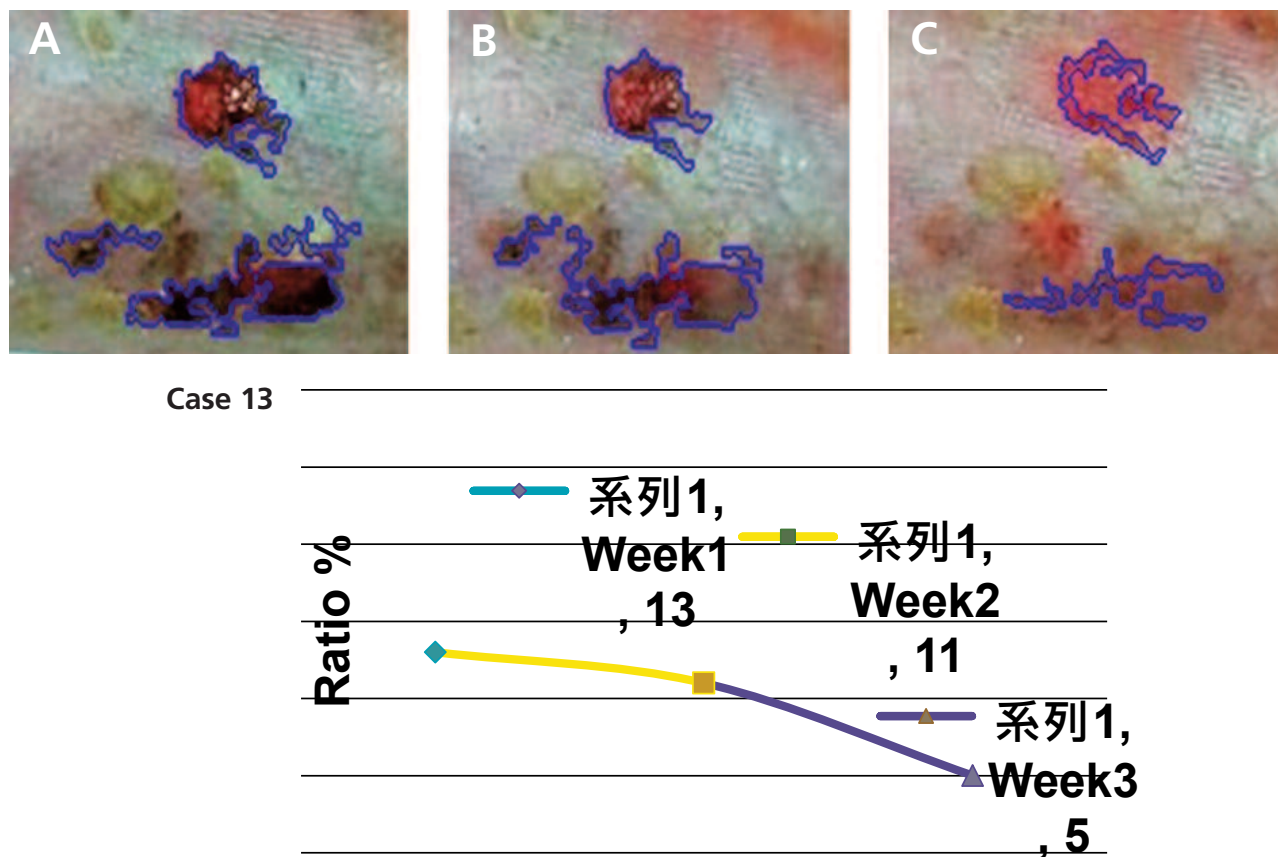 A
B
C
Case 13
Ratio %
系列1,
Week1
, 13
系列1,
Week2
, 11
系列1,
Week3
, 5